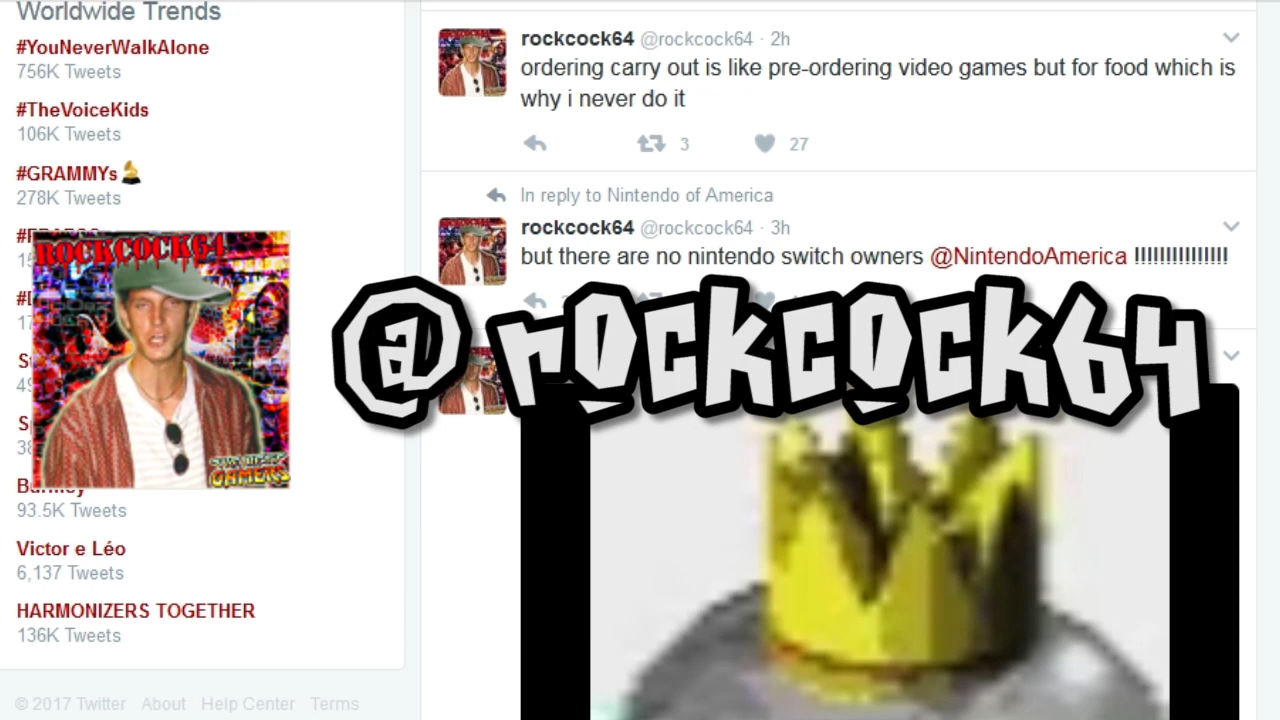 Worldwide Trends
#YouNeverWalkAlone
756K Tweets
#TheVoiceKids
106K Tweets
#GRAMMYs
278K Tweets
ROCKCOCK64
GAMERS
93.5K Tweets
Victor e Léo
6,137 Tweets
HARMONIZERS TOGETHER
136K Tweets
© 2017 Twitter About Help Center Terms
rockcock64 @rockcock64 · 2h
ordering carry out is like pre-ordering video games but for food which is
why i never do it
3 27
In reply to Nintendo of America
rockcock64 @rockcock64 · 3h
but there are no nintendo switch owners @NintendoAmerica !!!!!!!!!!!!!!!
@rockcock64